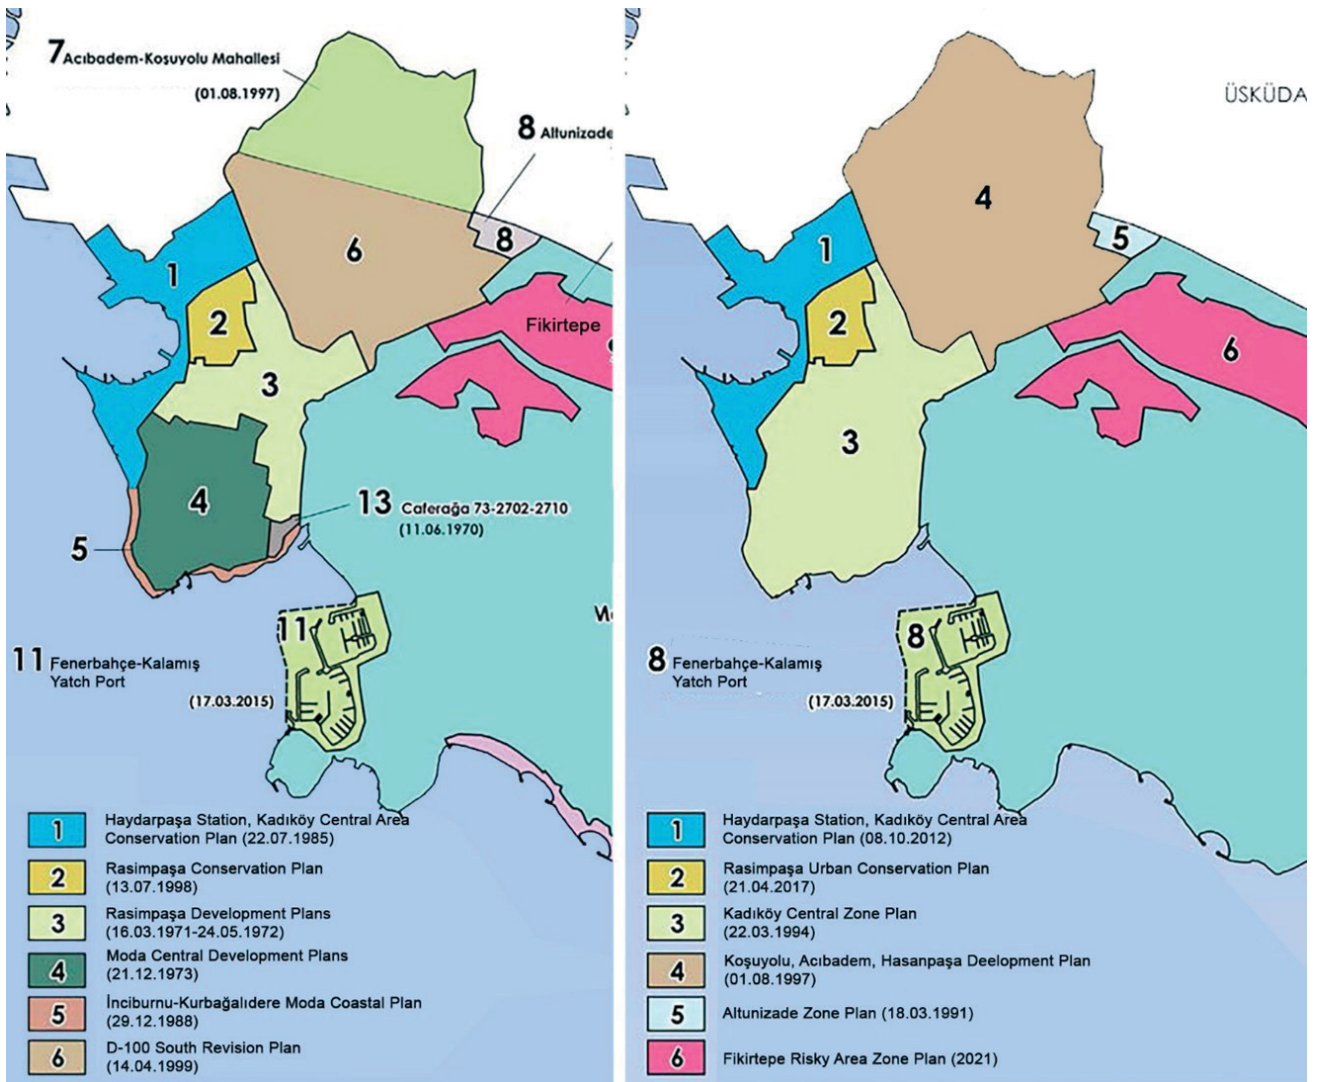 7 Acıbadem-Koşuyolu Mahallesi
(01.08.1997)
8 Altunizade
1
6
8
2
Fikirtepe
3
4
13 Caferağa 73-2702-2710
(11.06.1970)
5
11
11 Fenerbahçe-Kalamış
Yatch Port
(17.03.2015)
1 Haydarpaşa Station, Kadıköy Central Area
Conservation Plan (22.07.1985)
2 Rasimpaşa Conservation Plan
(13.07.1998)
3 Rasimpaşa Development Plans
(16.03.1971-24.05.1972)
4 Moda Central Development Plans
(21.12.1973)
5 İnciburnu-Kurbağalıdere Moda Coastal Plan
(29.12.1988)
6 D-100 South Revision Plan
(14.04.1999)
ÜSKÜDA
4
1
5
2
6
3
8
8 Fenerbahçe-Kalamış
Yatch Port
(17.03.2015)
1 Haydarpaşa Station, Kadıköy Central Area
Conservation Plan (08.10.2012)
2 Rasimpaşa Urban Conservation Plan
(21.04.2017)
3 Kadıköy Central Zone Plan
(22.03.1994)
4 Koşuyolu, Acıbadem, Hasanpaşa Deelopment Plan
(01.08.1997)
5 Altunizade Zone Plan (18.03.1991)
6 Fikirtepe Risky Area Zone Plan (2021)